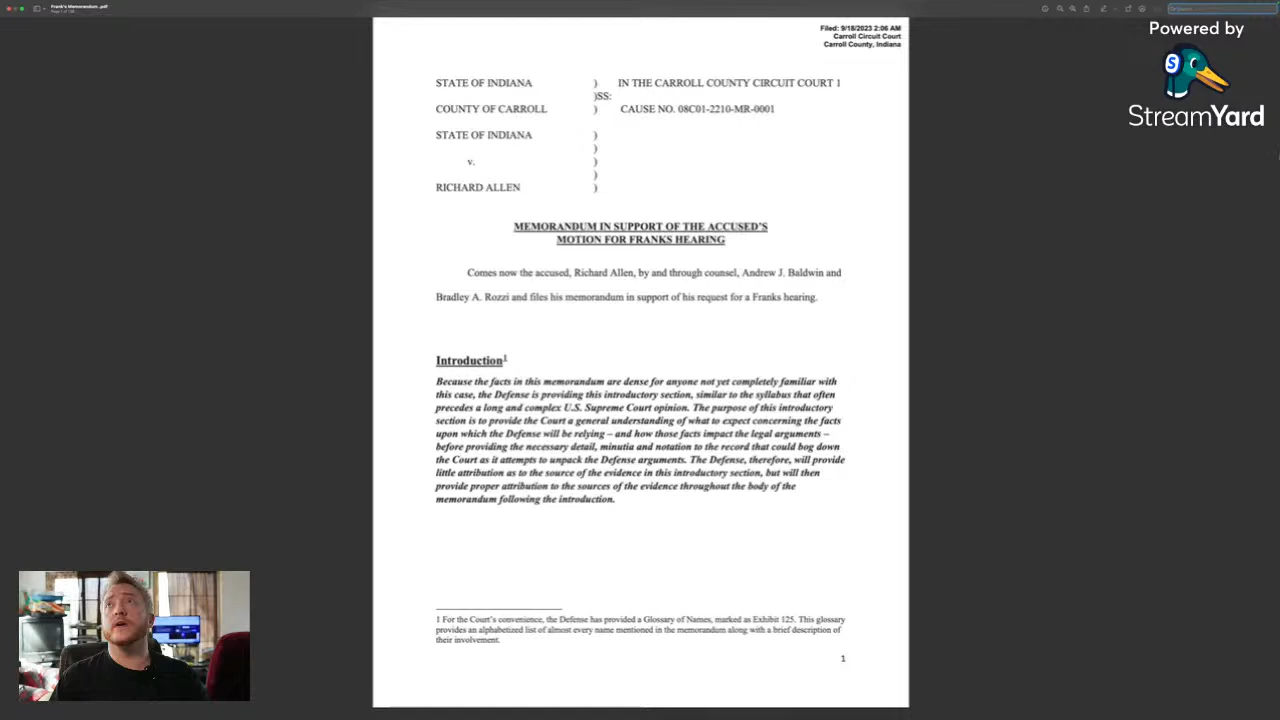 Frank's Memorandum .pdf
Filed: 9/18/2023 2:06 AM
Carroll Circuit Court
Carroll County, Indiana
Powered by
S
StreamYard
STATE OF INDIANA ) IN THE CARROLL COUNTY CIRCUIT COURT 1
)SS:
COUNTY OF CARROLL ) CAUSE NO. 08C01-2210-MR-0001
STATE OF INDIANA )
)
v. )
)
RICHARD ALLEN )
MEMORANDUM IN SUPPORT OF THE ACCUSED'S
MOTION FOR FRANKS HEARING
Comes now the accused, Richard Allen, by and through counsel, Andrew J. Baldwin and
Bradley A. Rozzi and files his memorandum in support of his request for a Franks hearing.
Introduction1
Because the facts in this memorandum are dense for anyone not yet completely familiar with
this case, the Defense is providing this introductory section, similar to the syllabus that often
precedes a long and complex U.S. Supreme Court opinion. The purpose of this introductory
section is to provide the Court a general understanding of what to expect concerning the facts
upon which the Defense will be relying – and how those facts impact the legal arguments –
before providing the necessary detail, minutia and notation to the record that could bog down
the Court as it attempts to unpack the Defense arguments. The Defense, therefore, will provide
little attribution as to the source of the evidence in this introductory section, but will then
provide proper attribution to the sources of the evidence throughout the body of the
memorandum following the introduction.
1 For the Court's convenience, the Defense has provided a Glossary of Names, marked as Exhibit 125. This glossary
provides an alphabetized list of almost every name mentioned in the memorandum along with a brief description of
their involvement.
1